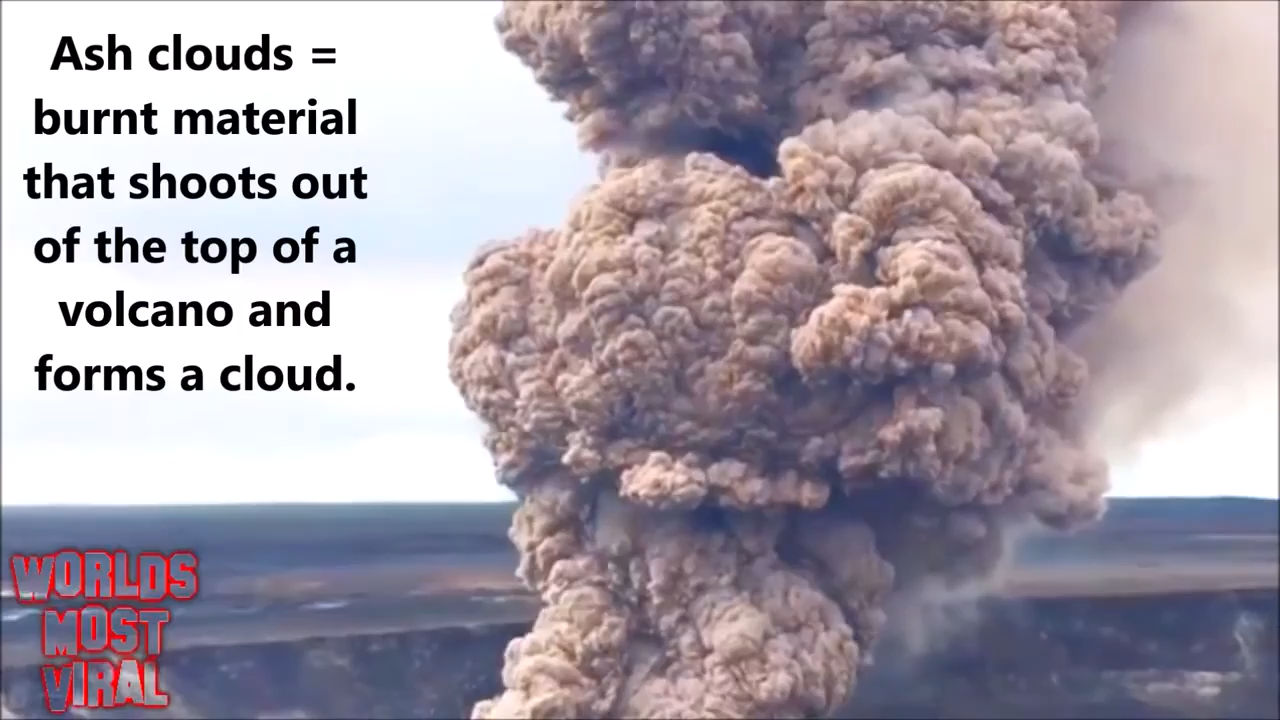 Ash clouds =
burnt material
that shoots out
of the top of a
volcano and
forms a cloud.
WORLDS
MOST
VIRAL